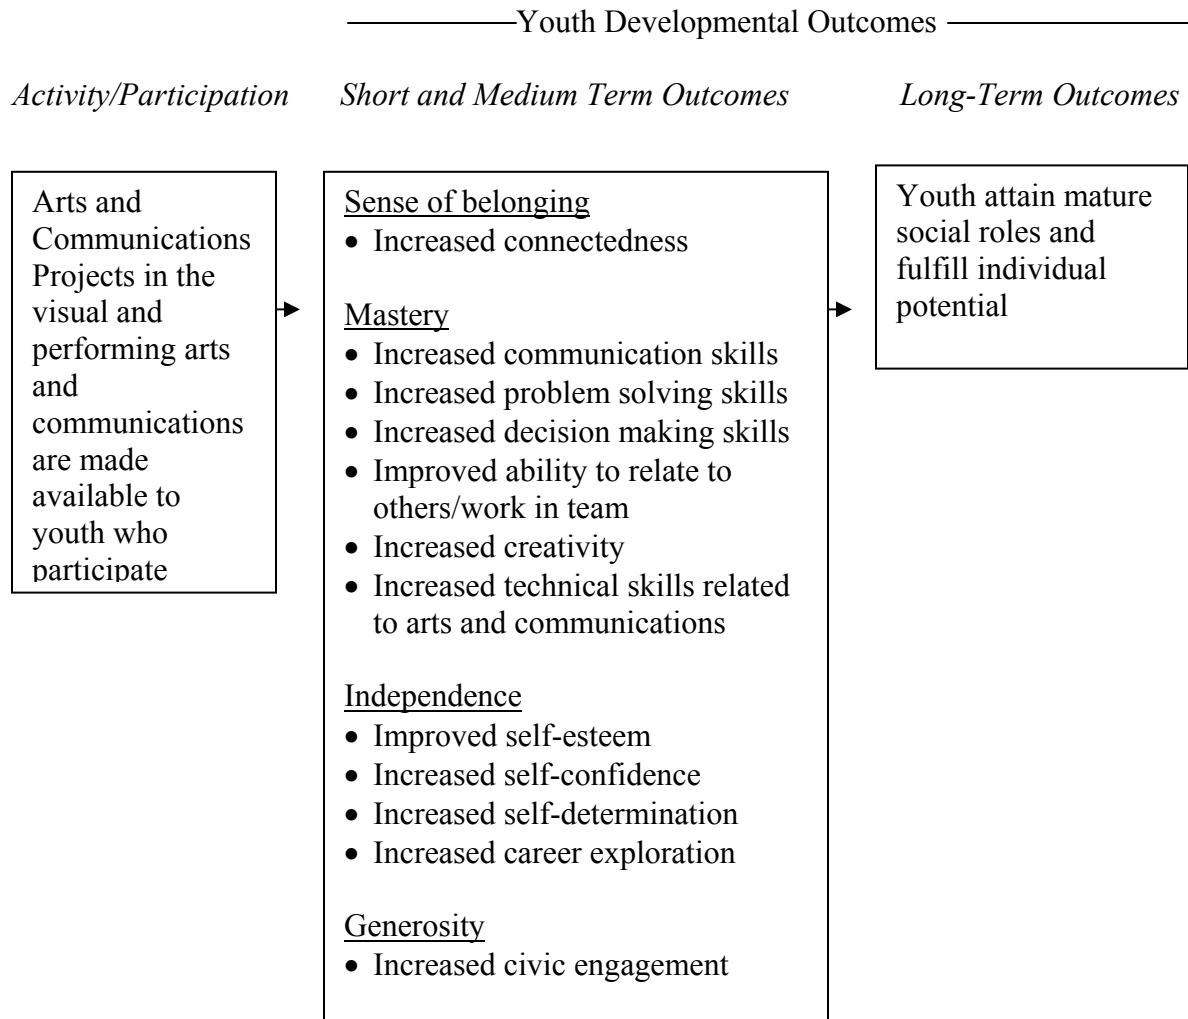 Youth Developmental Outcomes
Activity/Participation
Short and Medium Term Outcomes
Long-Term Outcomes
Arts and
Communications
Projects in the
visual and
performing arts
and
communications
are made
available to
youth who
participate
Sense of belonging
• Increased connectedness
Mastery
• Increased communication skills
• Increased problem solving skills
• Increased decision making skills
• Improved ability to relate to
others/work in team
• Increased creativity
• Increased technical skills related
to arts and communications
Independence
• Improved self-esteem
• Increased self-confidence
• Increased self-determination
• Increased career exploration
Generosity
• Increased civic engagement
Youth attain mature
social roles and
fulfill individual
potential